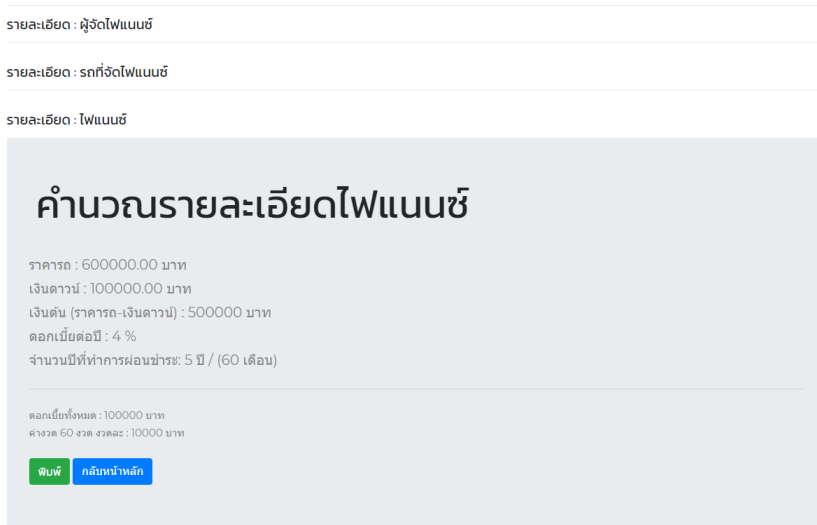 รายละเอียด : ผู้จัดไฟแนนซ์
รายละเอียด : รถที่จัดไฟแนนซ์
รายละเอียด : ไฟแนนซ์
คำนวณรายละเอียดไฟแนนซ์
ราคารถ : 600000.00 บาท
เงินดาวน์ : 100000.00 บาท
เงินต้น (ราคารถ-เงินดาวน์) : 500000 บาท
ดอกเบี้ยต่อปี : 4 %
จำนวนปีที่ทำการผ่อนชำระ: 5 ปี / (60 เดือน)
ดอกเบี้ยทั้งหมด : 100000 บาท
ค่างวด 60 งวด งวดละ : 10000 บาท
พิมพ์ กลับหน้าหลัก